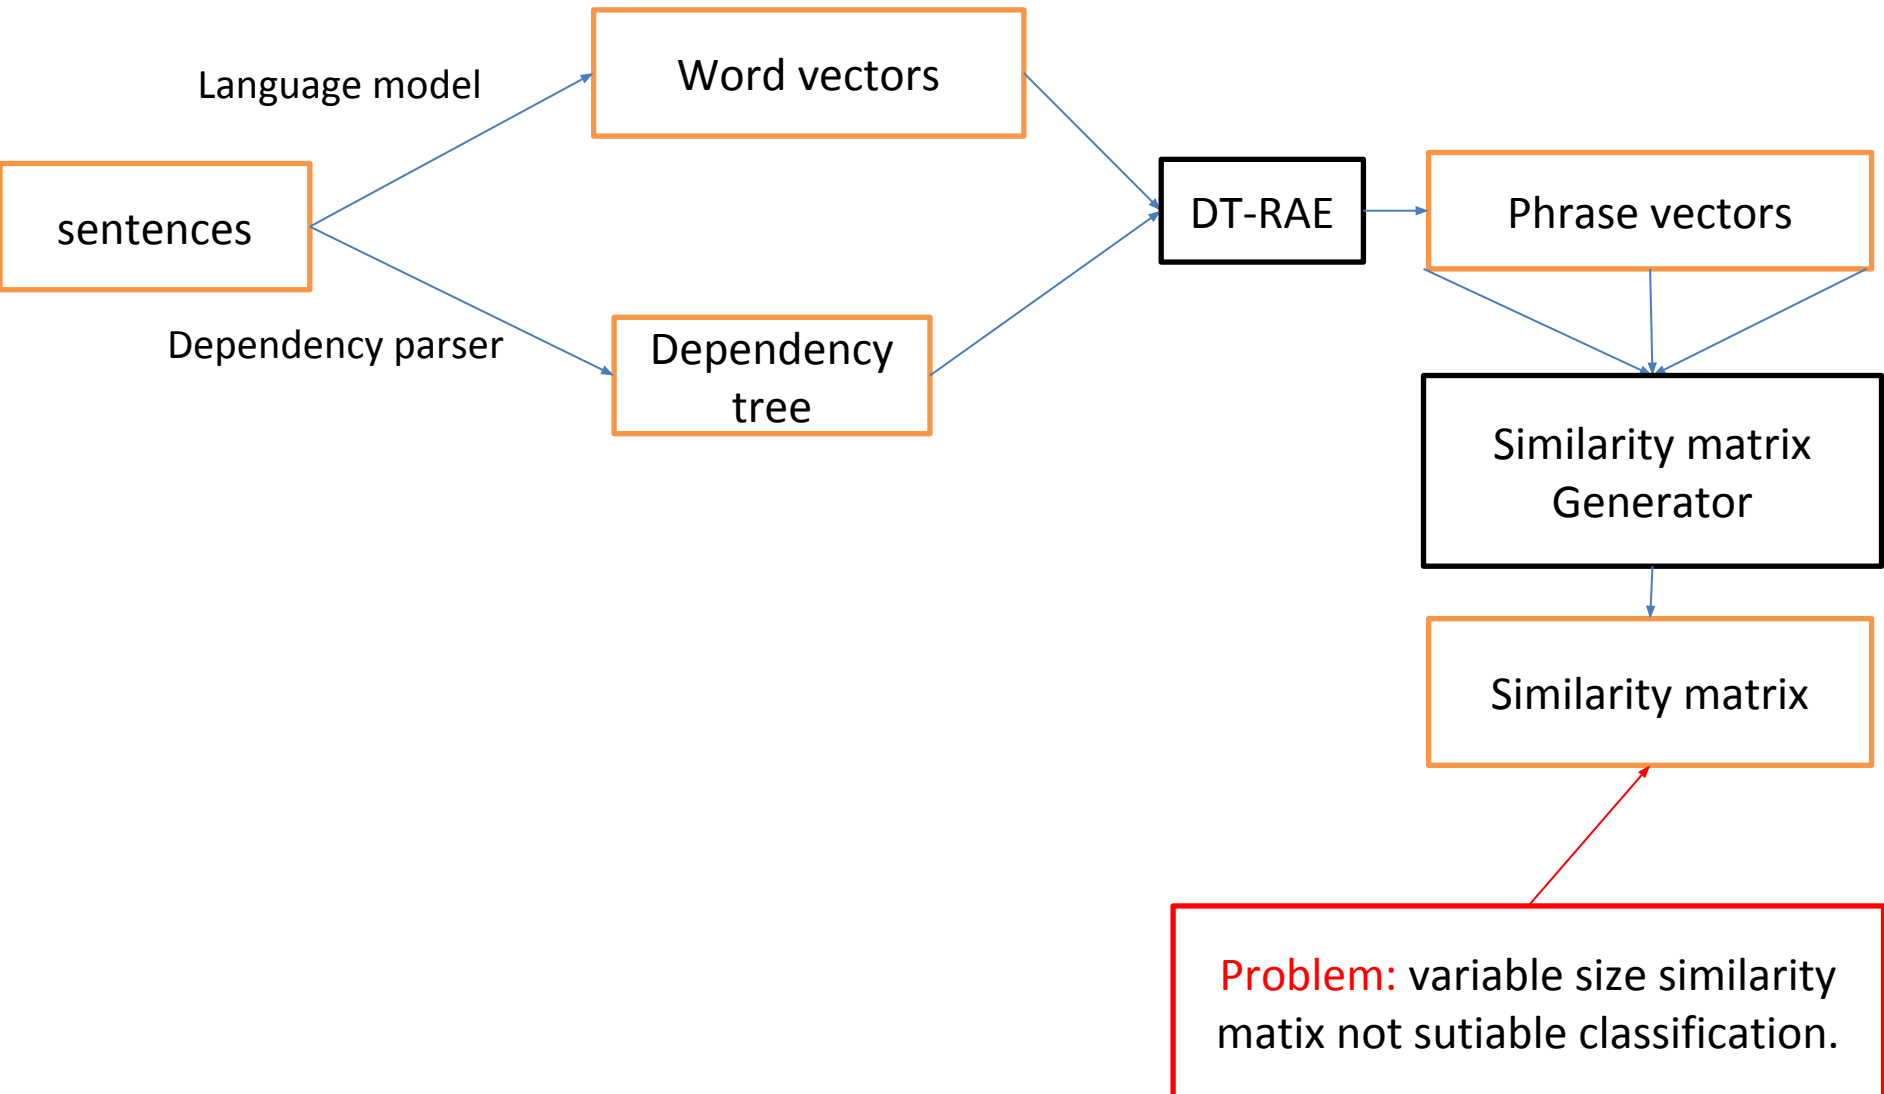 Language model
Word vectors
sentences
DT-RAE
Phrase vectors
Dependency parser
Dependency
tree
Similarity matrix
Generator
Similarity matrix
Problem: variable size similarity
matix not sutiable classification.